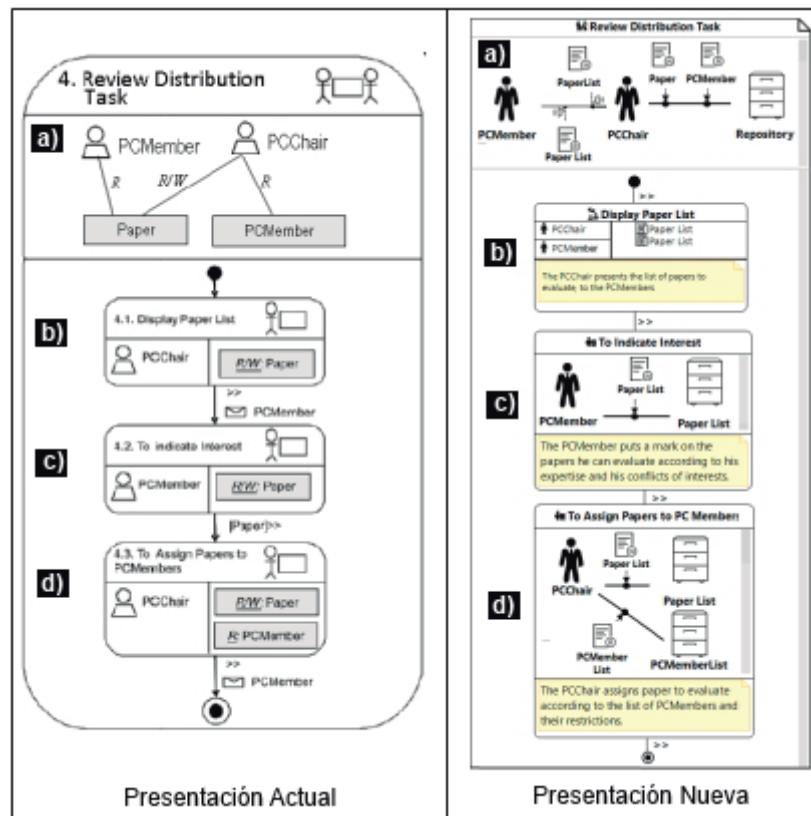 4. Review Distribution
Task
a)
PCMember
PCChair
R
R/W
R
Paper
PCMember
b)
4.1. Display Paper List
PCChair
R/W: Paper
>>
PCMember
c)
4.2. To indicate Interest
PCMember
R/W: Paper
[Paper]>>
d)
4.3. To Assign Papers to
PCMembers
PCChair
R/W: Paper
R: PCMember
>>
PCMember
Presentación Actual
Review Distribution Task
a)
PaperList
Paper
PCMember
PCMember
PCChair
Repository
Paper List
>>
b)
Display Paper List
PCChair
Paper List
Paper List
PCMember
The PCChair presents the list of papers to
evaluate, to the PCMembers
>>
c)
To Indicate Interest
Paper List
PCMember
Paper List
The PCMember puts a mark on the
papers he can evaluate according to his
expertise and his conflicts of interests.
>>
d)
To Assign Papers to PC Members
Paper List
PCChair
Paper List
PCMember
List
PCMemberList
The PCChair assigns paper to evaluate
according to the list of PCMembers and
their restrictions.
>>
Presentación Nueva